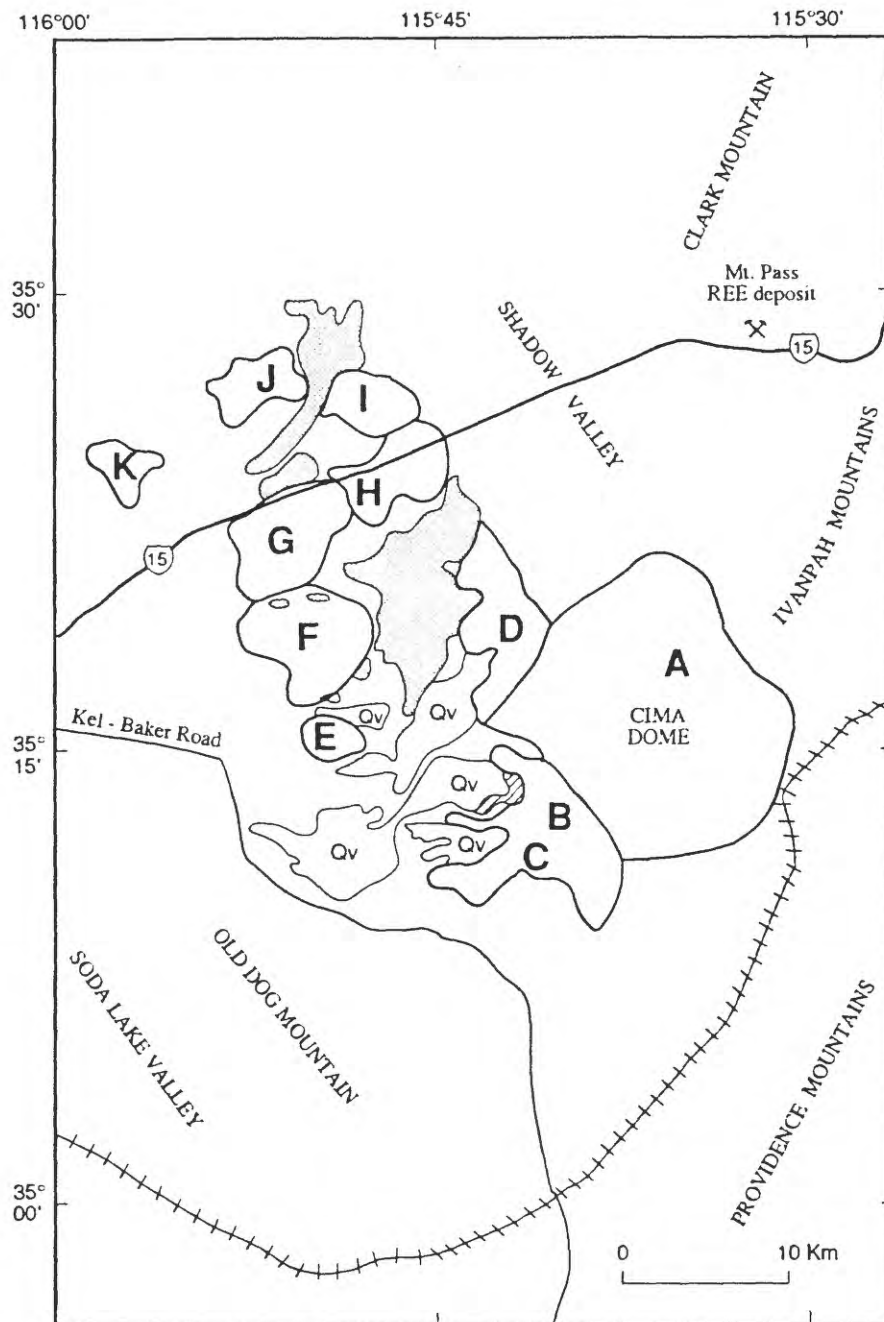 116°00' 115°45' 115°30'
CLARK MOUNTAIN
35°
30'
Mt. Pass
REE deposit
SHADOW VALLEY
15
J
I
K
H
IVANPAH MOUNTAINS
G
15
D
F
A
Kel - Baker Road
Qv
Qv
E
CIMA
DOME
35°
15'
Qv
B
Qv
Qv
C
OLD DOG MOUNTAIN
SODA LAKE VALLEY
PROVIDENCE MOUNTAINS
35°
00'
0 10 Km